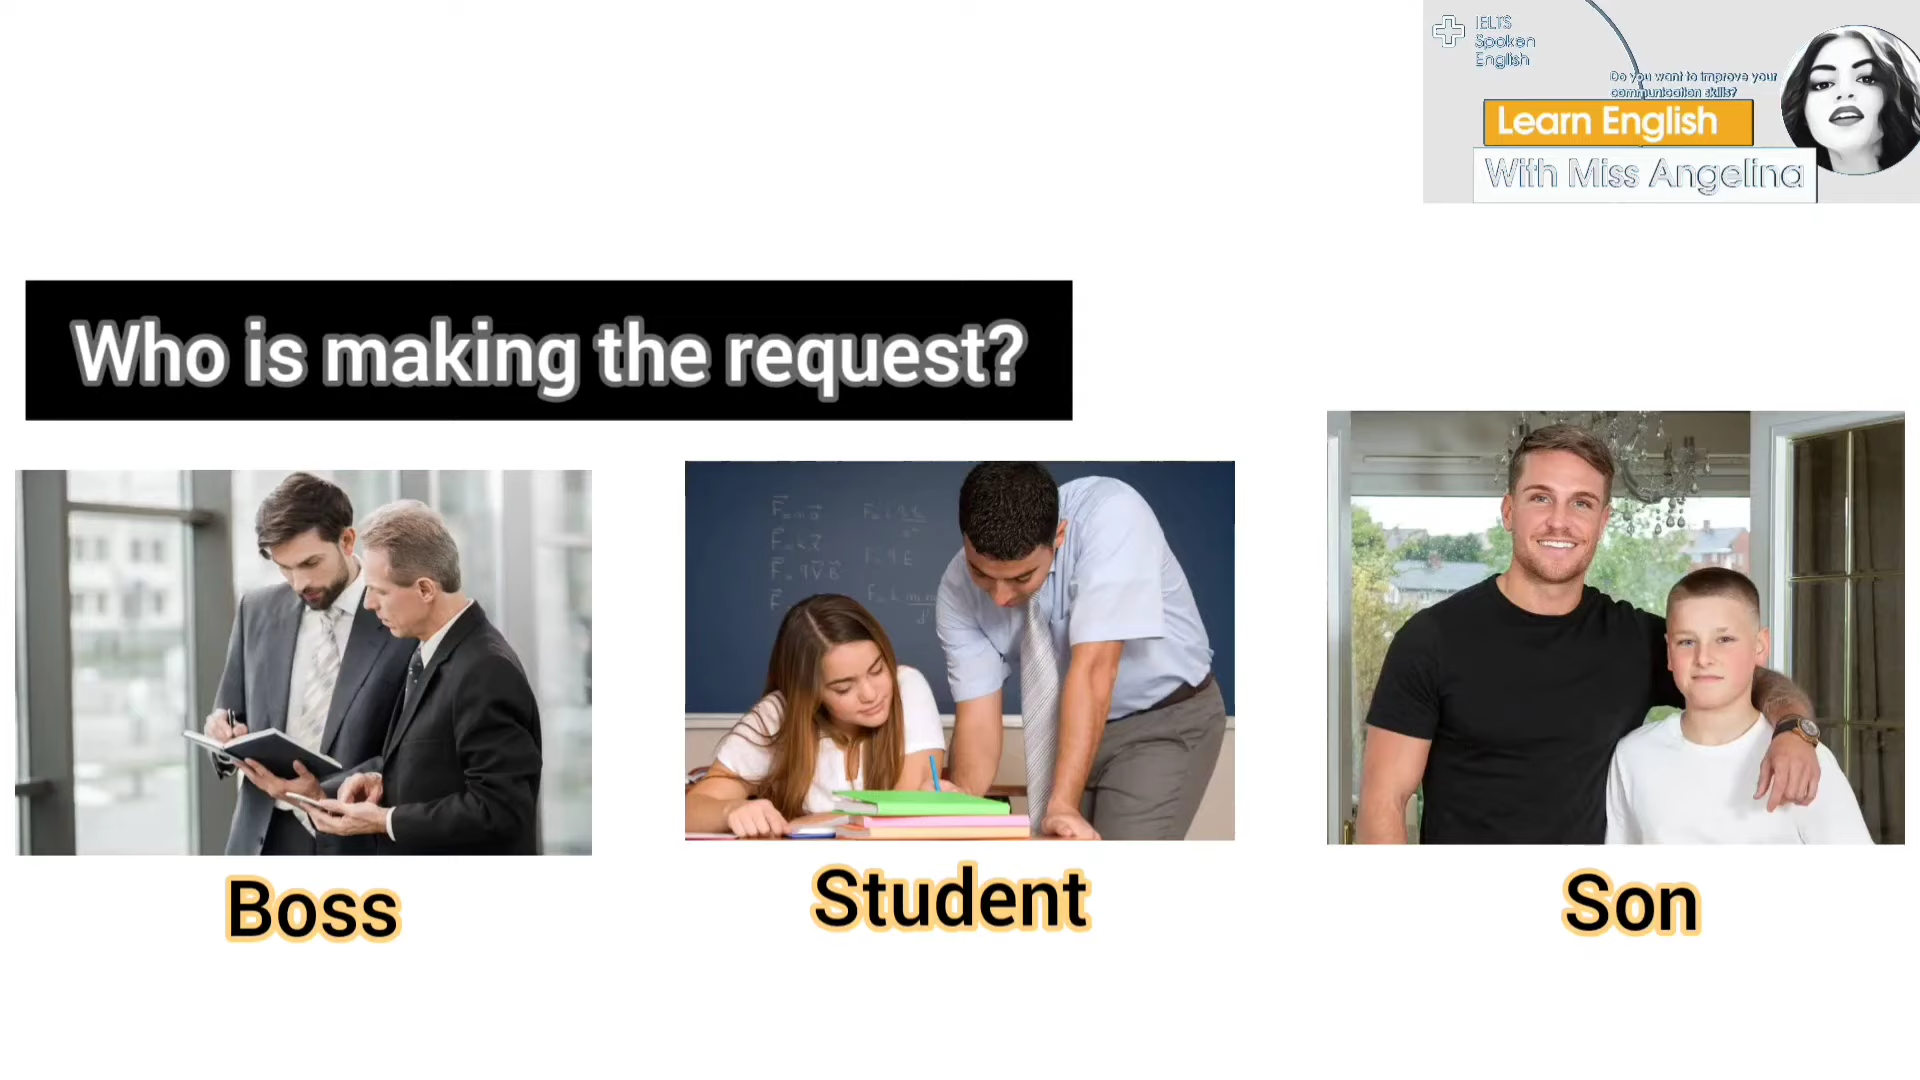 IELTS
Spoken
English
Do you want to improve your
communication skills?
Learn English
With Miss Angelina
Who is making the request?
Boss
Student
Son